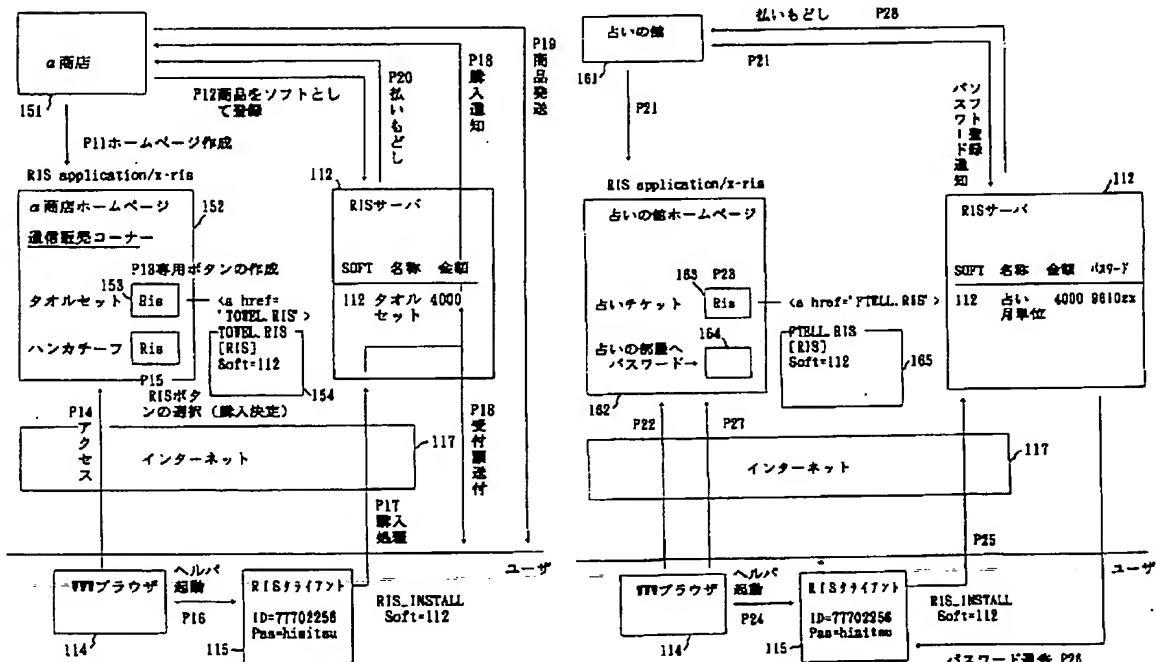 α商店
151
P12商品をソフトとし
て登録
P20
払いもどし
P18
購入通知
P19
商品発送
P11ホームページ作成
RIS application/x-ris
α商店ホームページ
152
通信販売コーナー
P13専用ボタンの作成
153
タオルセット
Ris
ハンカチーフ
Ris
<a href=
'TOWEL.RIS'>
TOWEL.RIS
[RIS]
Soft=112
154
P15
RISボタ
ンの選択（購入決定）
112
RISサーバ
SOFT 名称 金額
112 タオル 4000
セット
P14
アクセス
P18
受付票送付
インターネット
117
P17
購入
処理
ユーザ
WWWブラウザ
114
ヘルパ
起動
P16
RISクライアント
ID=77702256
Pas=himitsu
115
RIS_INSTALL
Soft=112
占いの館
161
払いもどし P28
P21
P21
ソフト登録
パスワード通知
RIS application/x-ris
占いの館ホームページ
163 P23
占いチケット
Ris
<a href='FTELL.RIS'>
164
占いの部屋へ
パスワード→
FTELL.RIS
[RIS]
Soft=112
165
162
112
RISサーバ
SOFT 名称 金額 パスワード
112 占い 4000 9610zx
月単位
P22
P27
インターネット
117
P25
ユーザ
WWWブラウザ
114
ヘルパ
起動
P24
RISクライアント
ID=77702256
Pas=himitsu
115
RIS_INSTALL
Soft=112
パスワード通知 P26